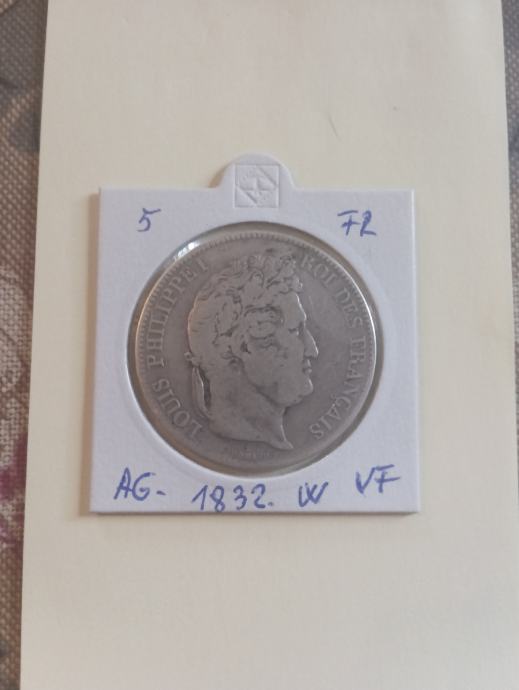 5 FR
LOUIS PHILIPPE I ROI DES FRANÇAIS
AG- 1832. W VF